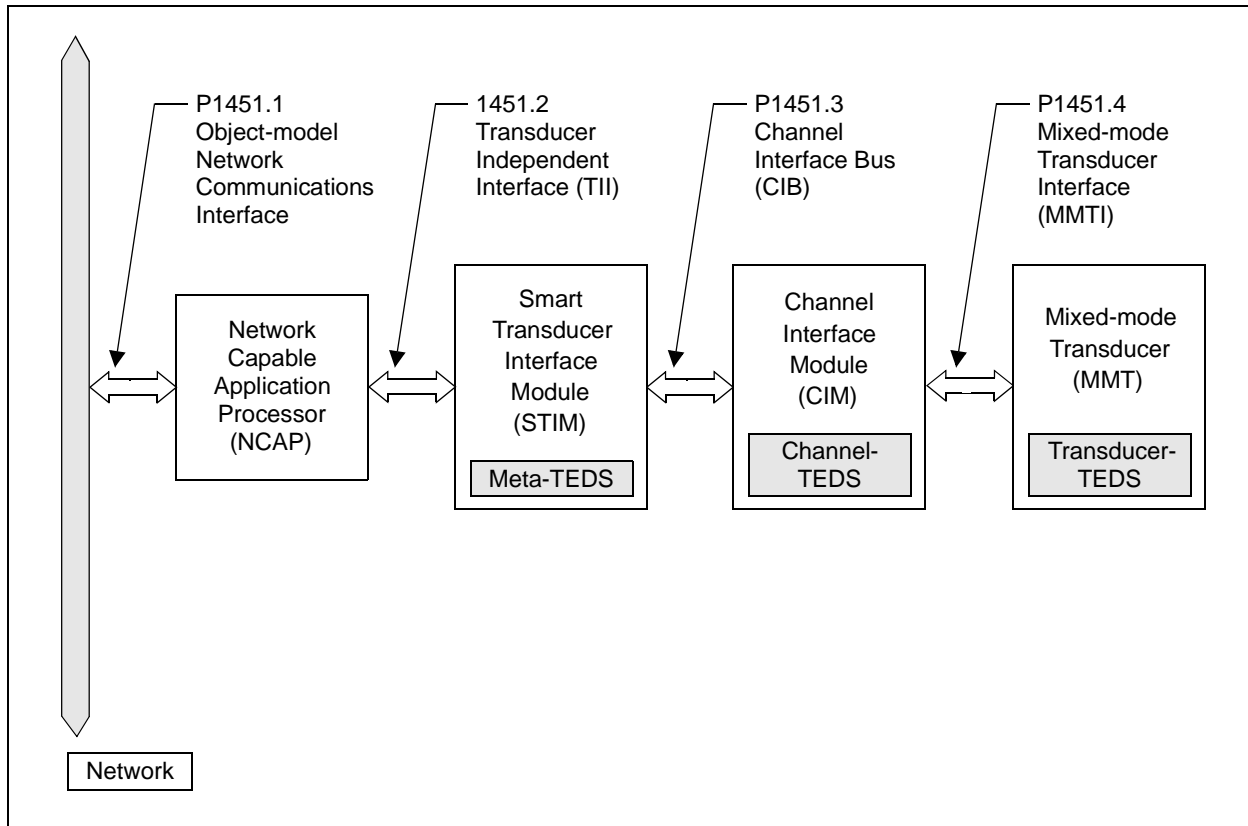 P1451.1
Object-model
Network
Communications
Interface
1451.2
Transducer
Independent
Interface (TII)
P1451.3
Channel
Interface Bus
(CIB)
P1451.4
Mixed-mode
Transducer
Interface
(MMTI)
Network
Capable
Application
Processor
(NCAP)
Smart
Transducer
Interface
Module
(STIM)
Meta-TEDS
Channel
Interface
Module
(CIM)
Channel-
TEDS
Mixed-mode
Transducer
(MMT)
Transducer-
TEDS
Network